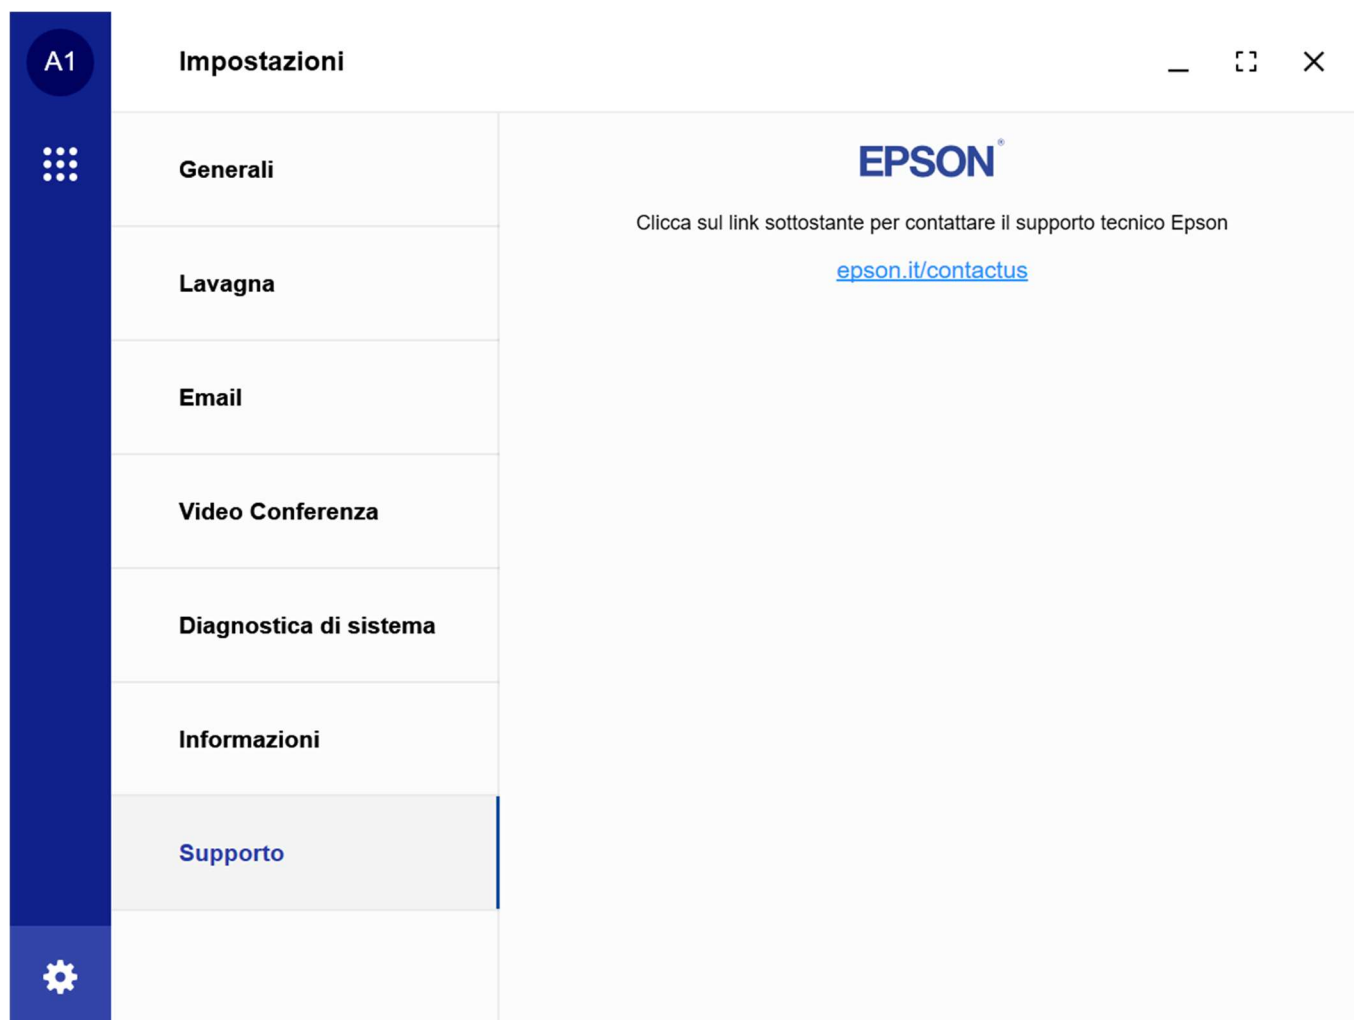 A1
Impostazioni
Generali
Lavagna
Email
Video Conferenza
Diagnostica di sistema
Informazioni
Supporto
EPSON®
Clicca sul link sottostante per contattare il supporto tecnico Epson
epson.it/contactus